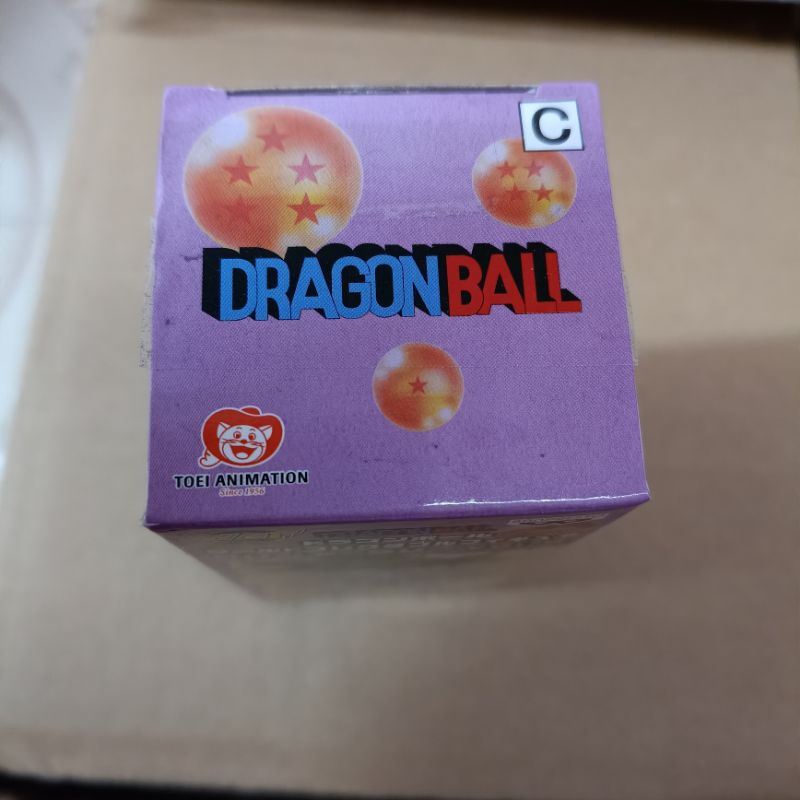 C
DRAGONBALL
TOEI ANIMATION
Since 1956